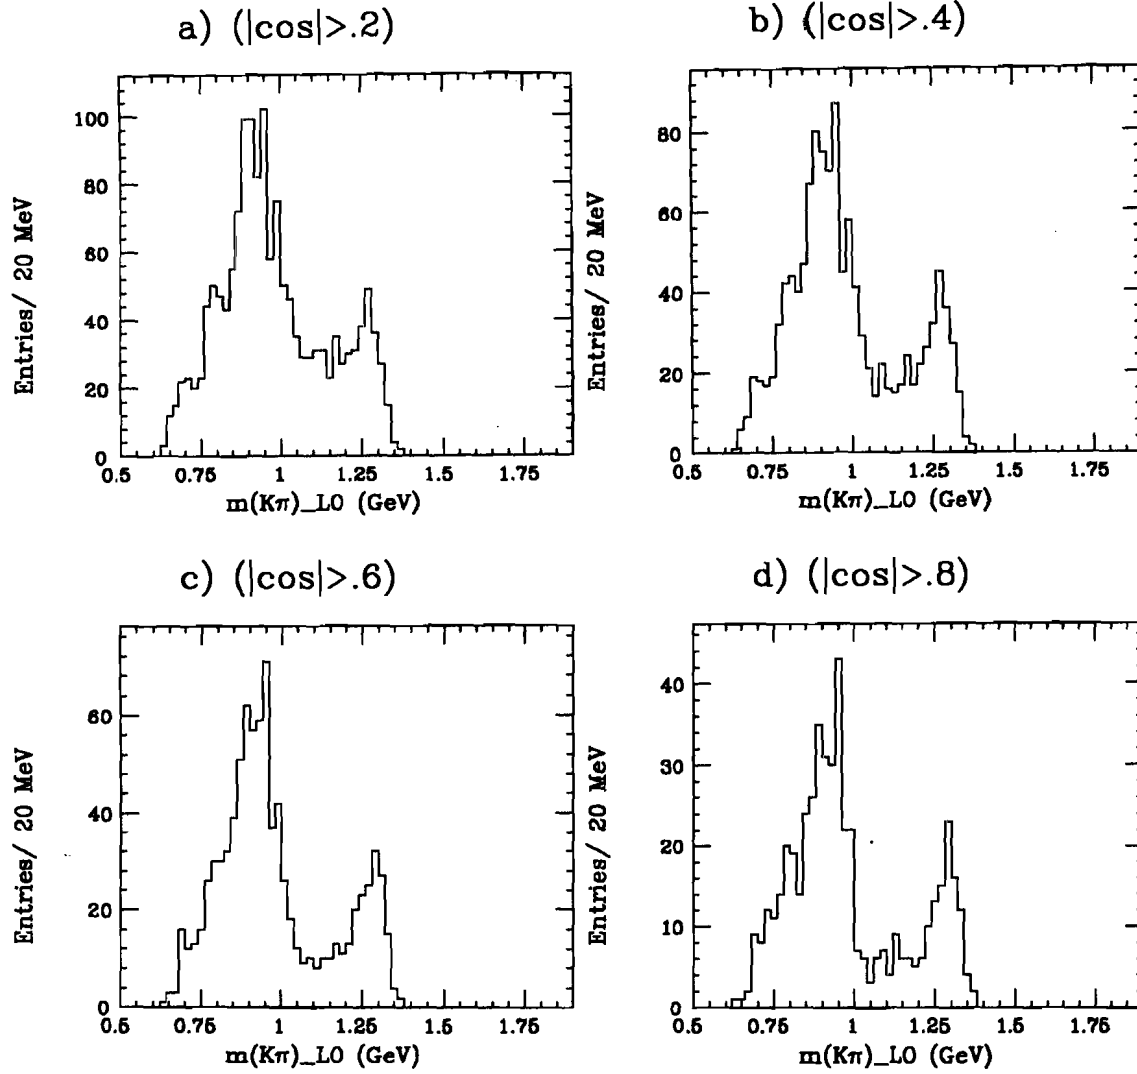 a) (|cos|>.2)
100
80
60
40
20
0
0.5 0.75 1 1.25 1.5 1.75
Entries/ 20 MeV
m(Kπ)_LO (GeV)
b) (|cos|>.4)
80
60
40
20
0
0.5 0.75 1 1.25 1.5 1.75
Entries/ 20 MeV
m(Kπ)_LO (GeV)
c) (|cos|>.6)
60
40
20
0
0.5 0.75 1 1.25 1.5 1.75
Entries/ 20 MeV
m(Kπ)_LO (GeV)
d) (|cos|>.8)
40
30
20
10
0
0.5 0.75 1 1.25 1.5 1.75
Entries/ 20 MeV
m(Kπ)_LO (GeV)